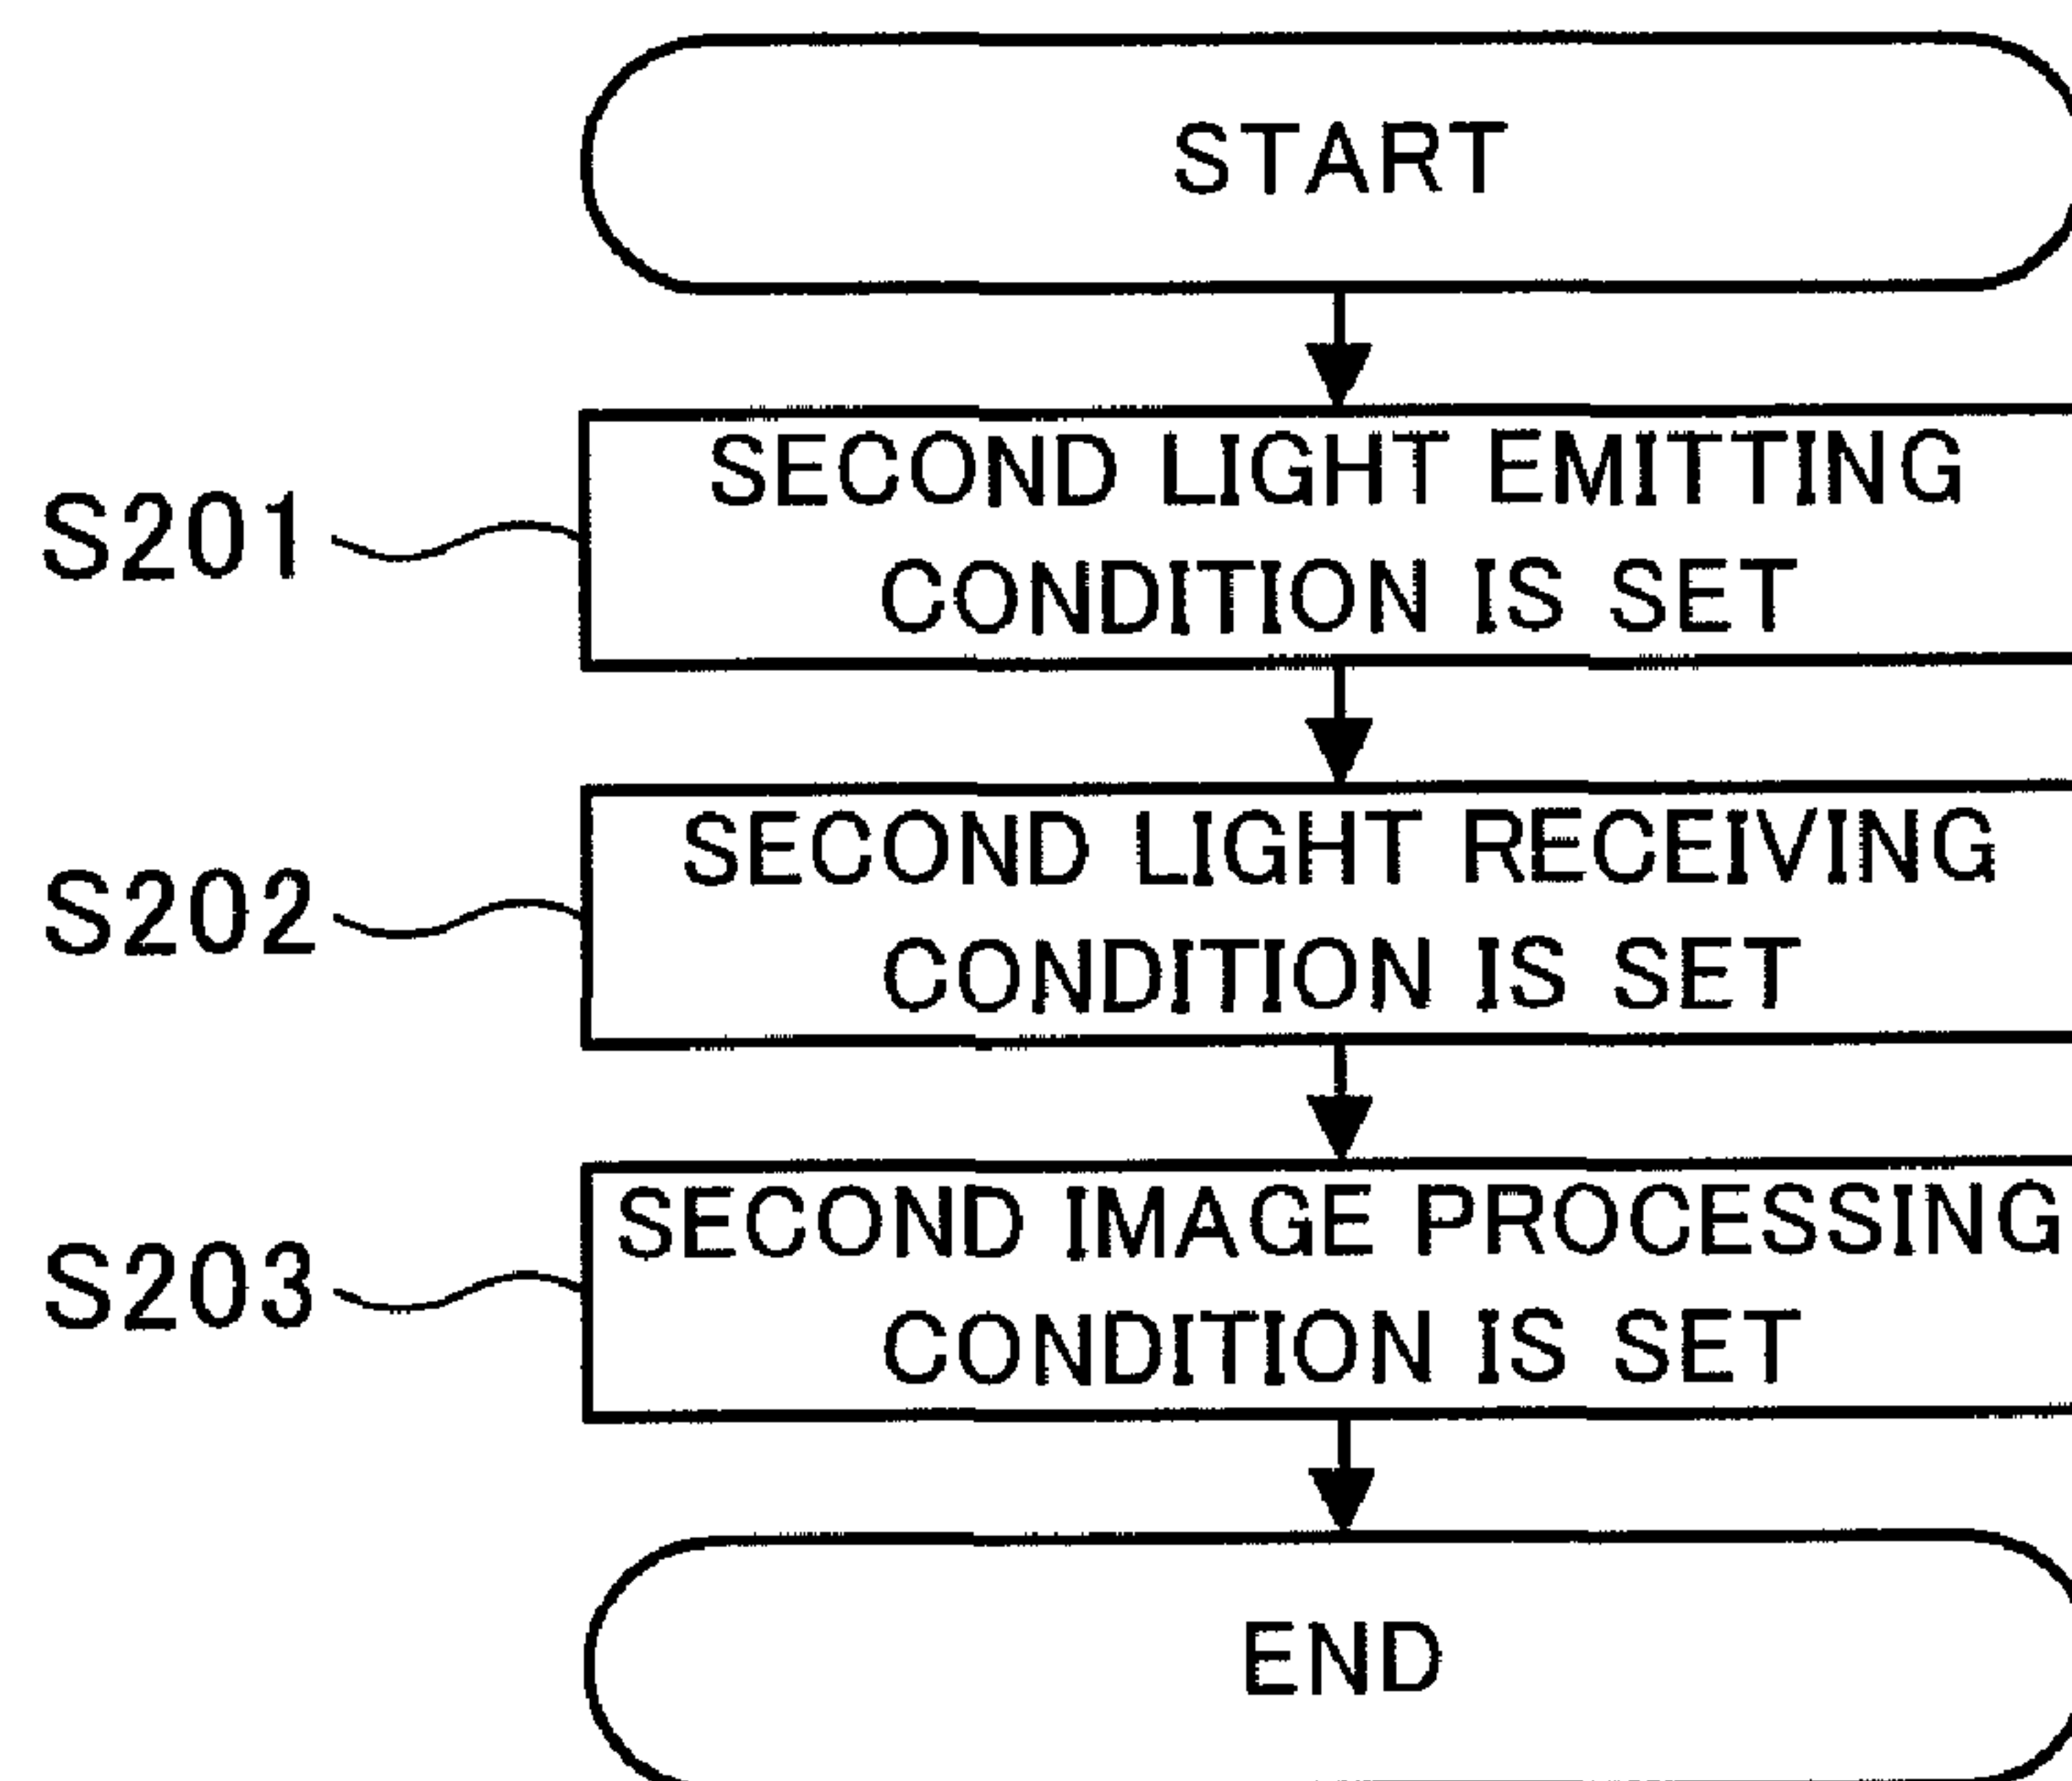 START
SECOND LIGHT EMITTING
CONDITION IS SET
S201
SECOND LIGHT RECEIVING
CONDITION IS SET
S202
SECOND IMAGE PROCESSING
CONDITION IS SET
S203
END